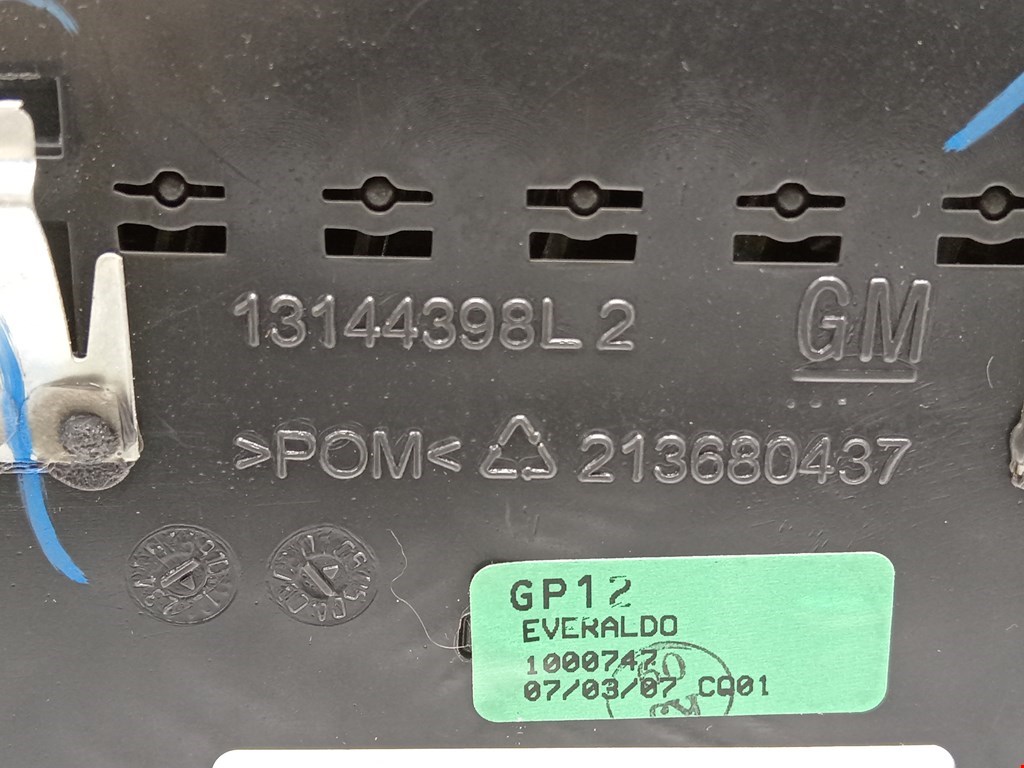 13144398L 2
GM
>POM< 213680437
GP12
EVERALDO
1000747
07/03/07 CQ01